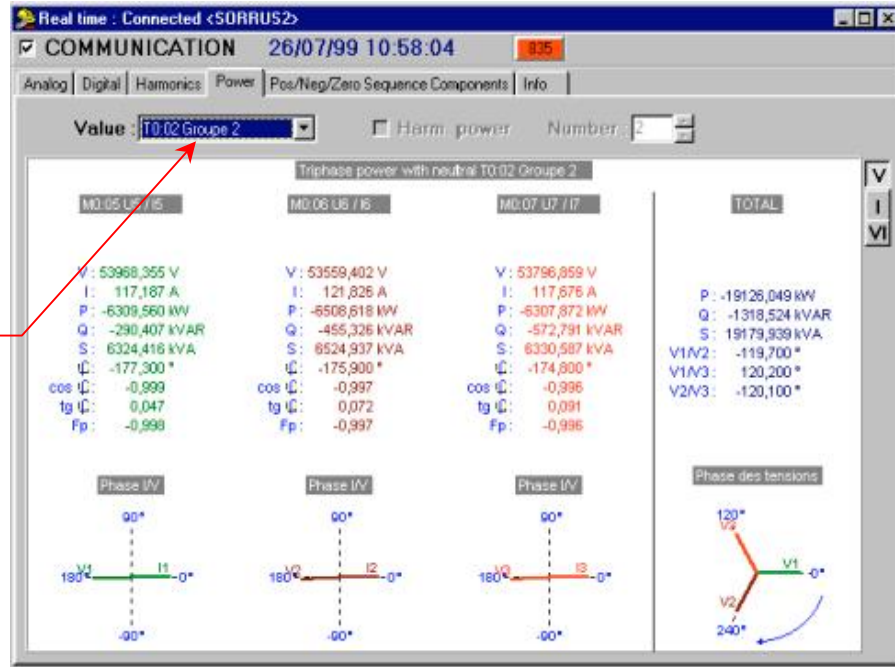 Real time : Connected <SORRUS2>
COMMUNICATION 26/07/99 10:58:04 835
Analog Digital Harmonics Power Pos/Neg/Zero Sequence Components Info
Value : T0:02 Groupe 2 Harm. power Number 2
Triphase power with neutral T0:02 Groupe 2
V
I
VI
M0:05 U5 / I5 M0:06 U6 / I6 M0:07 U7 / I7 TOTAL
V : 53968,355 V V : 53559,402 V V : 53796,859 V
I : 117,187 A I : 121,826 A I : 117,676 A
P : -6309,560 kW P : -6508,618 kW P : -6307,872 kW P : -19126,049 kW
Q : -290,407 kVAR Q : -455,326 kVAR Q : -572,791 kVAR Q : -1318,524 kVAR
S : 6324,416 kVA S : 6524,937 kVA S : 6330,587 kVA S : 19179,939 kVA
-177,300 ° -175,900 ° -174,800 ° V1/V2 : -119,700 °
cos : -0,999 cos : -0,997 cos : -0,996 V1/V3 : 120,200 °
tg : 0,047 tg : 0,072 tg : 0,091 V2/V3 : -120,100 °
Fp : -0,998 Fp : -0,997 Fp : -0,996
Phase I/V Phase I/V Phase I/V Phase des tensions
90° 90° 90° 120°
V3
180° V1 I1 -0° 180° V2 I2 -0° 180° V3 I3 -0° V1 -0°
V2
-90° -90° -90° 240°